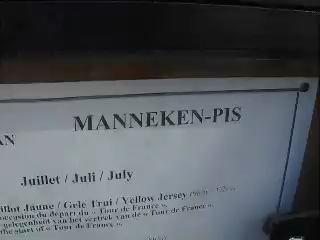 MANNEKEN-PIS
AN
Juillet / Juli / July
illot Jaune / Gele Trui / Yellow Jersey
occasion du départ du « Tour de France ».
gelegenheid van het vertrek van de « Tour de France ».
the start of « Tour de France ».